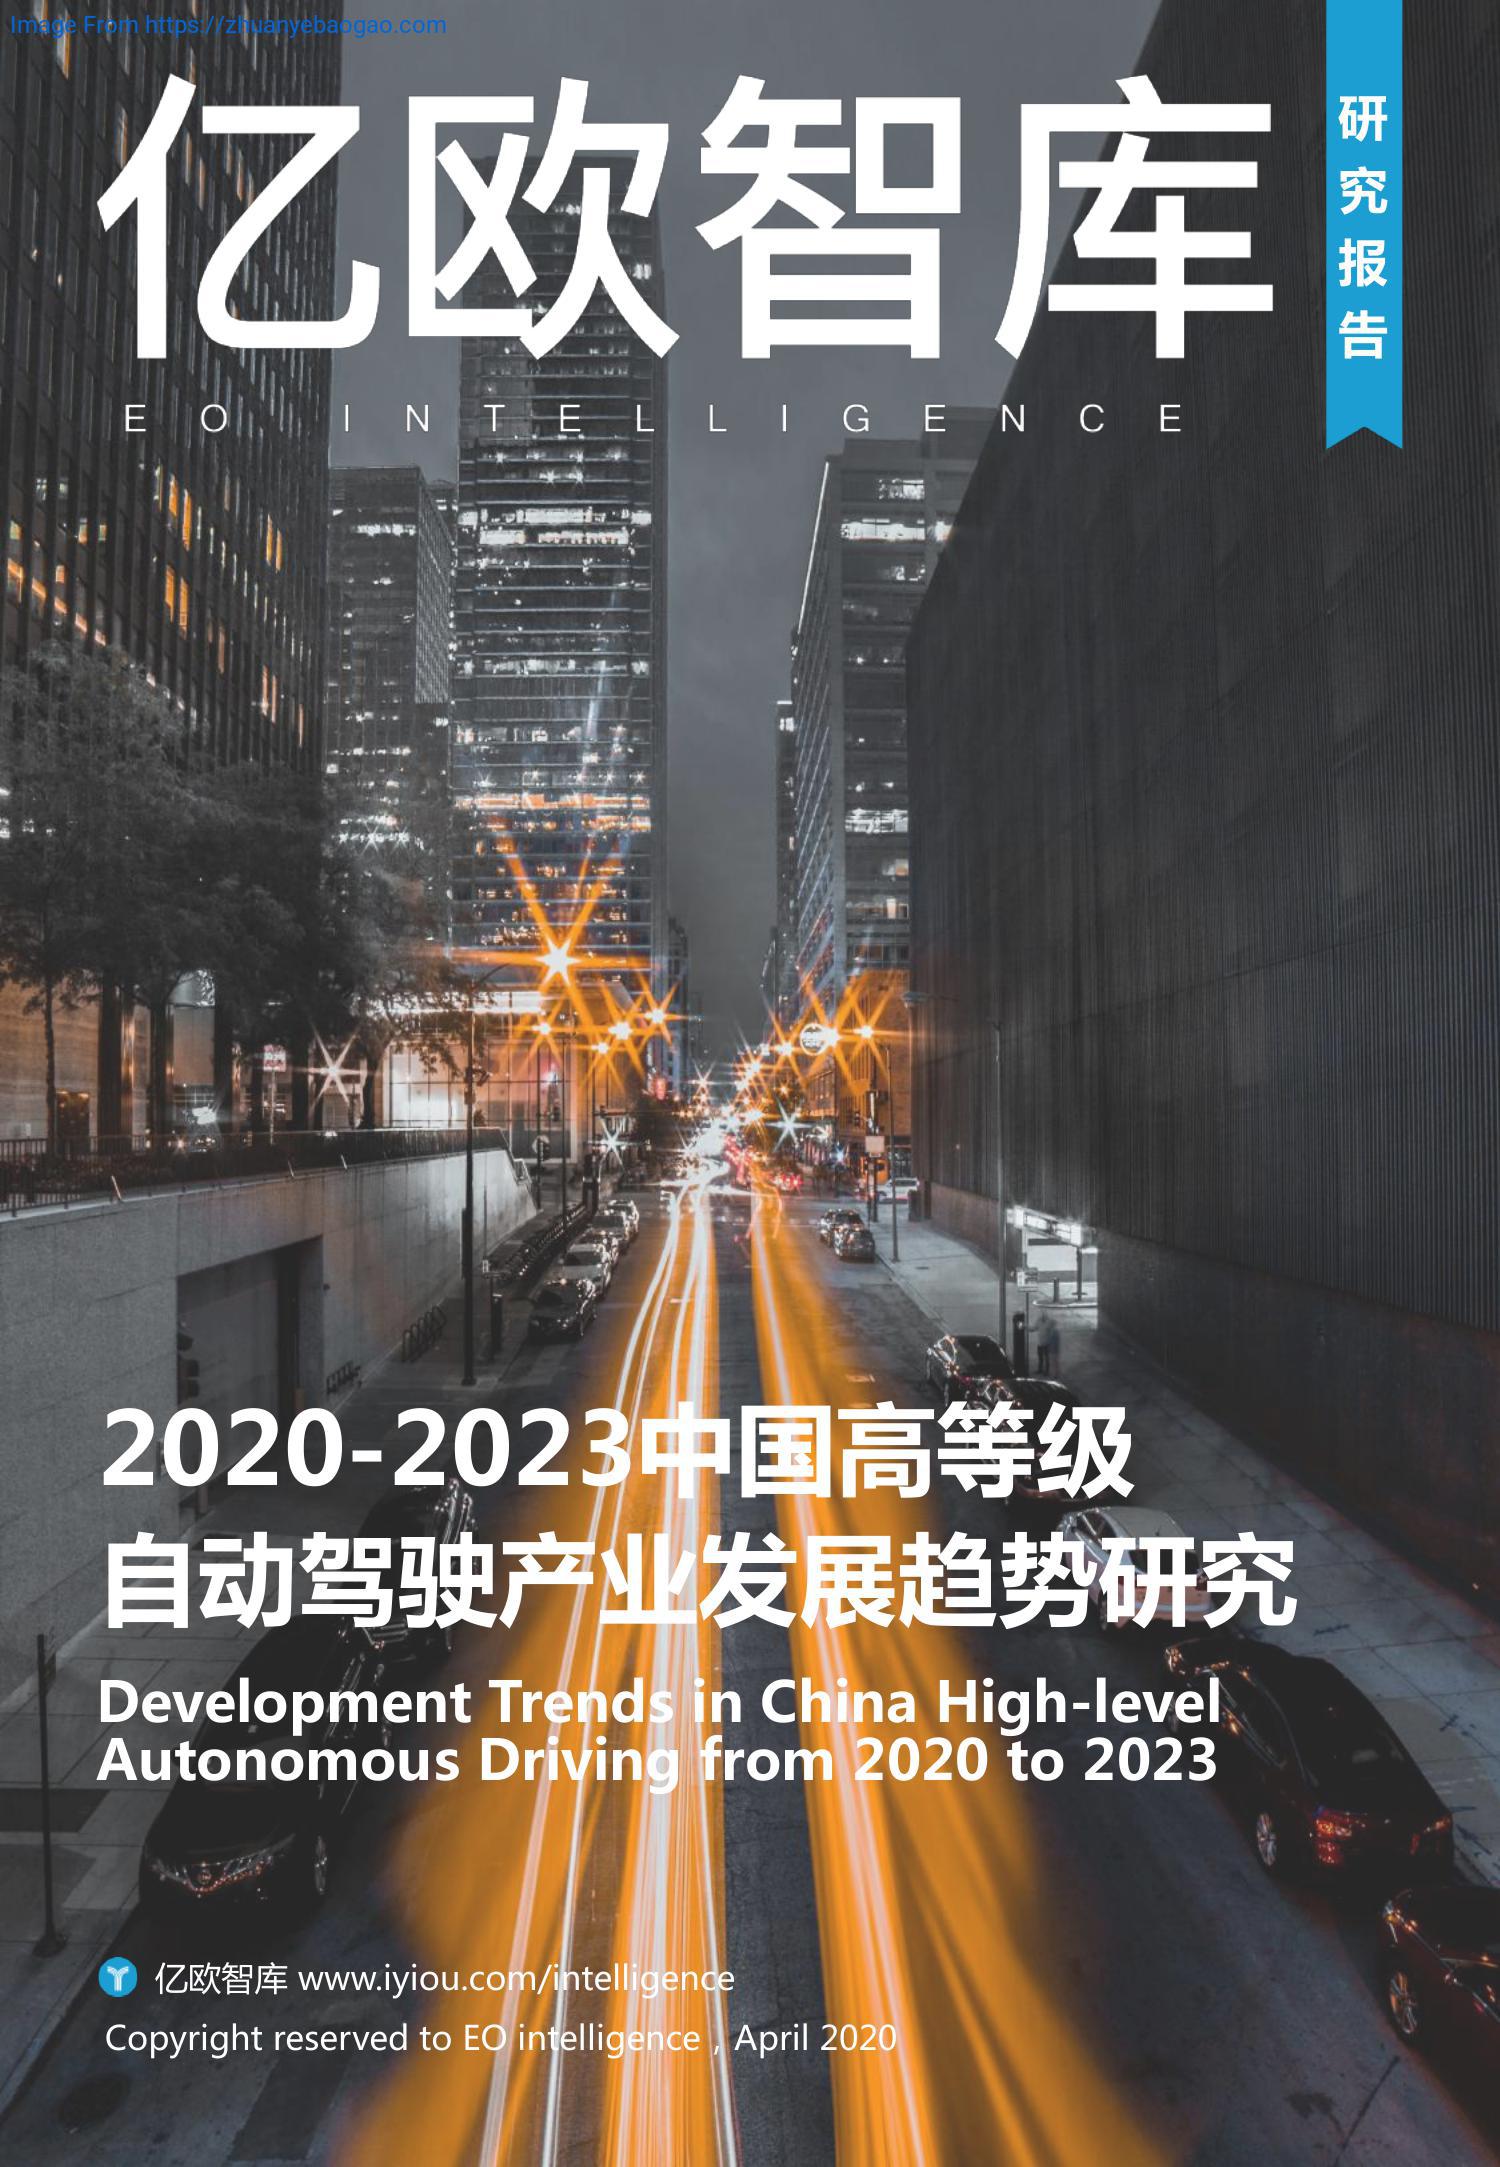 Image From https://zhuanyebaogao.com
亿欧智库
EO INTELLIGENCE
研究报告
2020-2023中国高等级
自动驾驶产业发展趋势研究
Development Trends in China High-level
Autonomous Driving from 2020 to 2023
亿欧智库 www.iyiou.com/intelligence
Copyright reserved to EO intelligence，April 2020